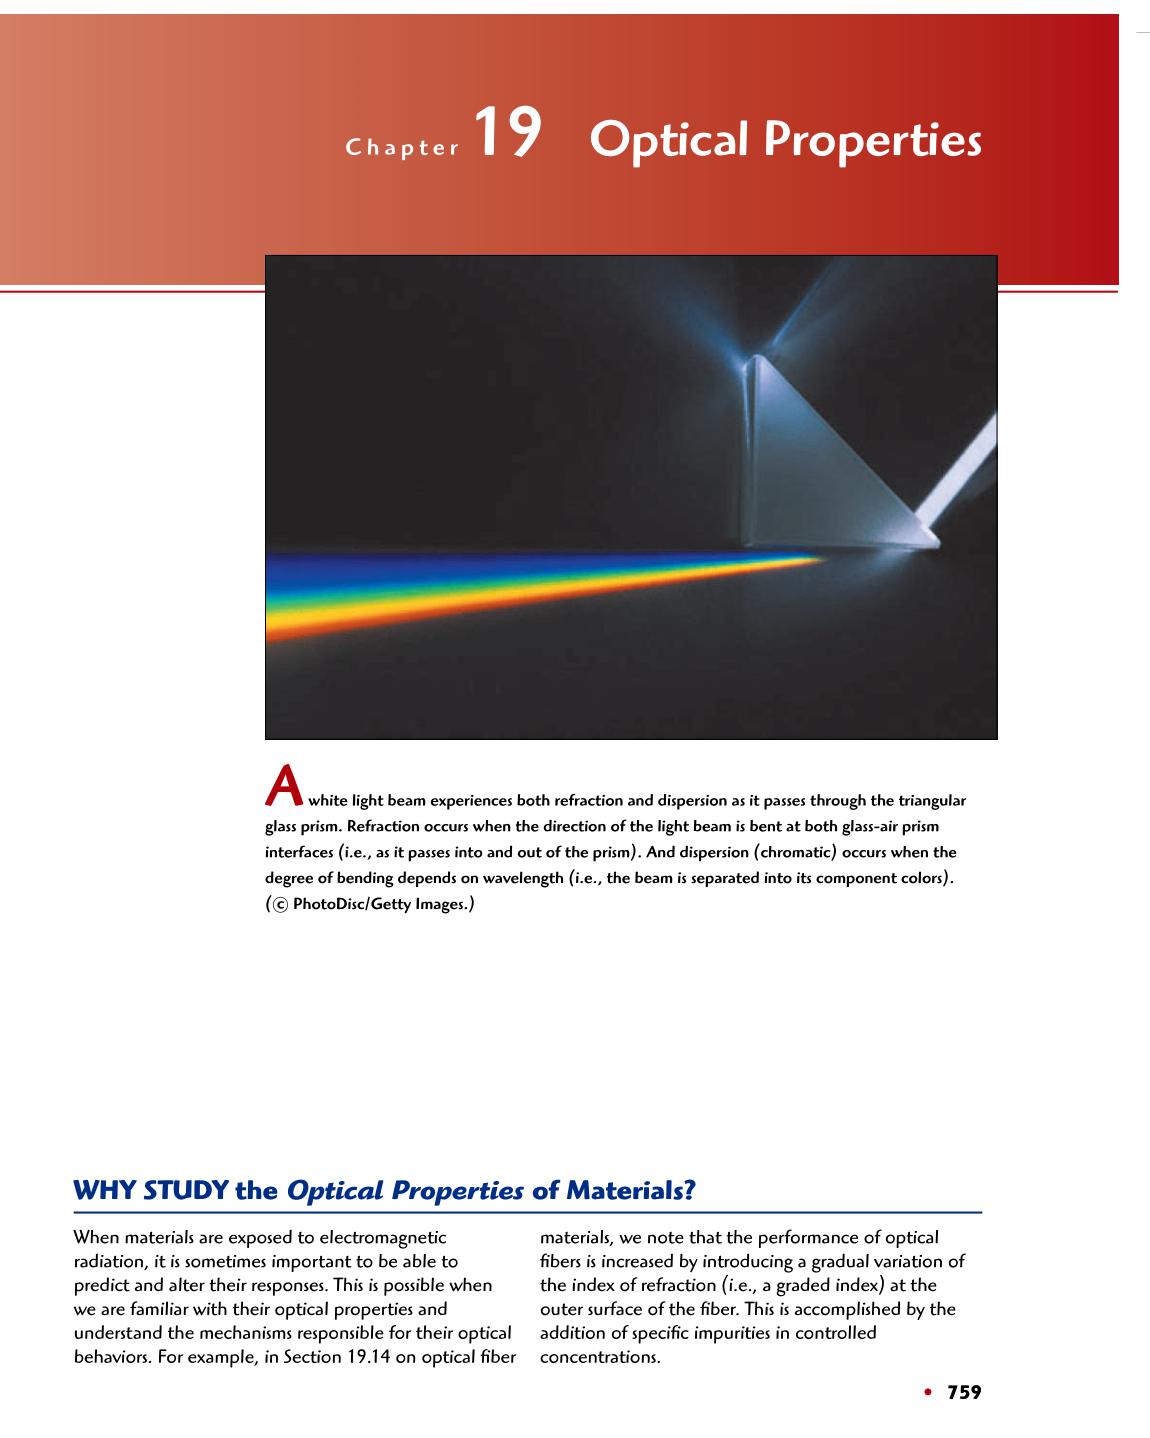 Chapter 19 Optical Properties
A white light beam experiences both refraction and dispersion as it passes through the triangular
glass prism. Refraction occurs when the direction of the light beam is bent at both glass-air prism
interfaces (i.e., as it passes into and out of the prism). And dispersion (chromatic) occurs when the
degree of bending depends on wavelength (i.e., the beam is separated into its component colors).
(© PhotoDisc/Getty Images.)
WHY STUDY the Optical Properties of Materials?
When materials are exposed to electromagnetic
radiation, it is sometimes important to be able to
predict and alter their responses. This is possible when
we are familiar with their optical properties and
understand the mechanisms responsible for their optical
behaviors. For example, in Section 19.14 on optical fiber
materials, we note that the performance of optical
fibers is increased by introducing a gradual variation of
the index of refraction (i.e., a graded index) at the
outer surface of the fiber. This is accomplished by the
addition of specific impurities in controlled
concentrations.
• 759